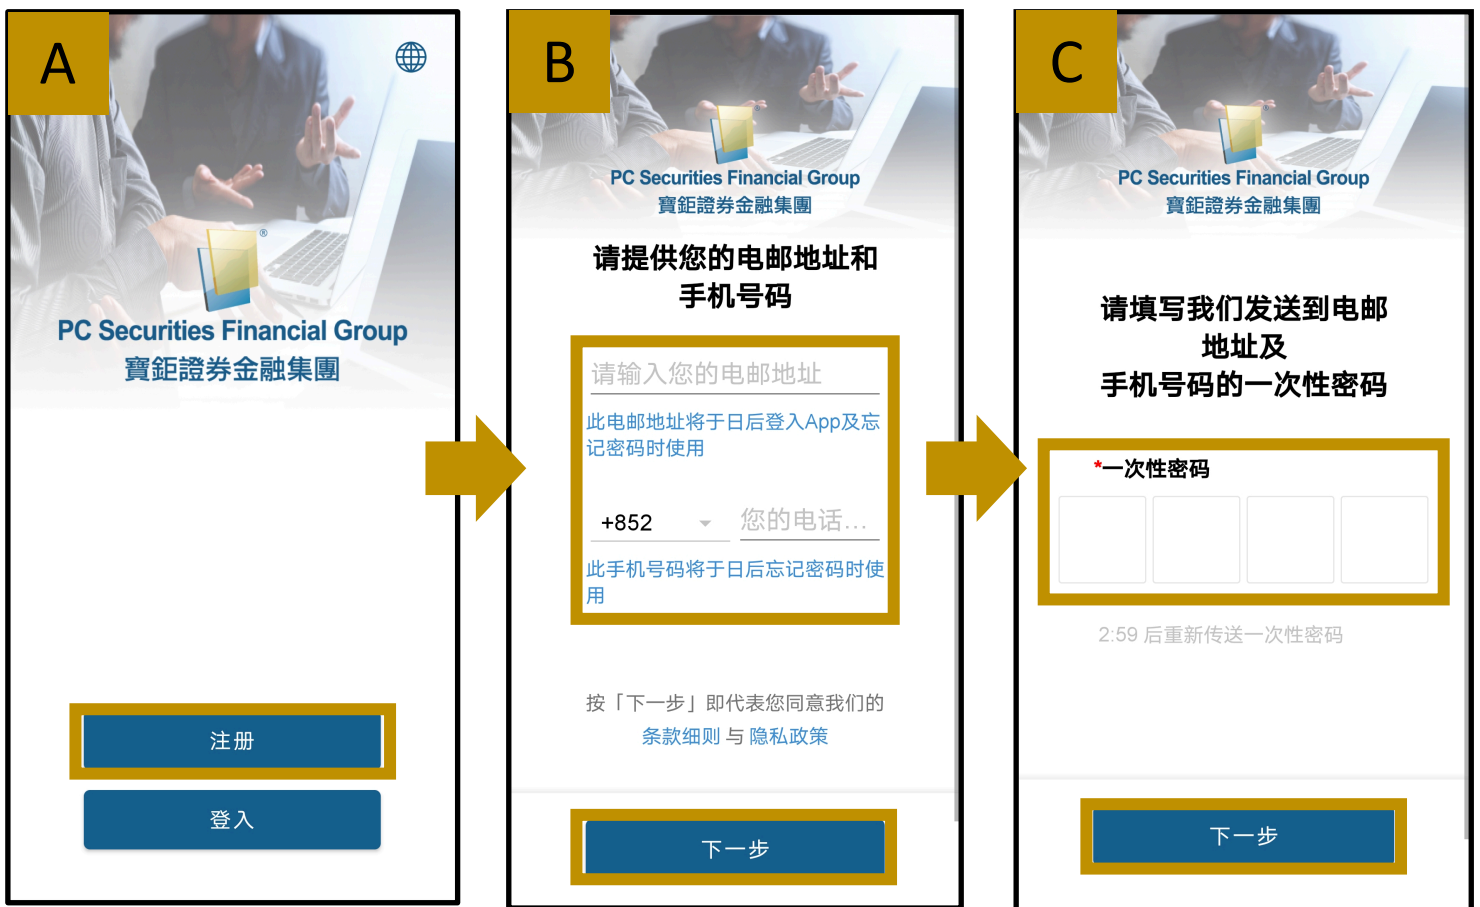 A
®
PC Securities Financial Group
寶鉅證券金融集團
注册
登入
B
®
PC Securities Financial Group
寶鉅證券金融集團
请提供您的电邮地址和
手机号码
请输入您的电邮地址
此电邮地址将于日后登入App及忘
记密码时使用
+852 您的电话...
此手机号码将于日后忘记密码时使
用
按「下一步」即代表您同意我们的
条款细则 与 隐私政策
下一步
C
®
PC Securities Financial Group
寶鉅證券金融集團
请填写我们发送到电邮
地址及
手机号码的一次性密码
*一次性密码
2:59 后重新传送一次性密码
下一步